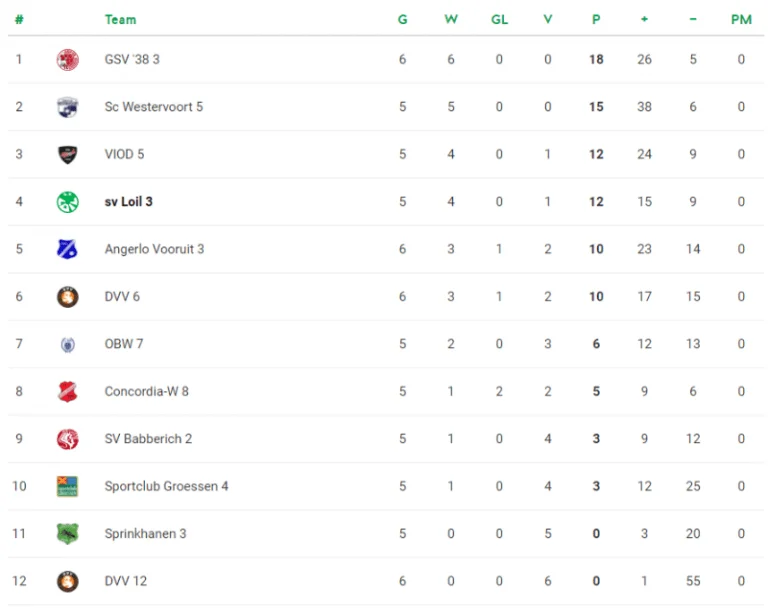 # Team G W GL V P + - PM
1 GSV '38 3 6 6 0 0 18 26 5 0
2 Sc Westervoort 5 5 5 0 0 15 38 6 0
3 VIOD 5 5 4 0 1 12 24 9 0
4 sv Loil 3 5 4 0 1 12 15 9 0
5 Angerlo Vooruit 3 6 3 1 2 10 23 14 0
6 DVV 6 6 3 1 2 10 17 15 0
7 OBW 7 5 2 0 3 6 12 13 0
8 Concordia-W 8 5 1 2 2 5 9 6 0
9 SV Babberich 2 5 1 0 4 3 9 12 0
10 Sportclub Groessen 4 5 1 0 4 3 12 25 0
11 Sprinkhanen 3 5 0 0 5 0 3 20 0
12 DVV 12 6 0 0 6 0 1 55 0